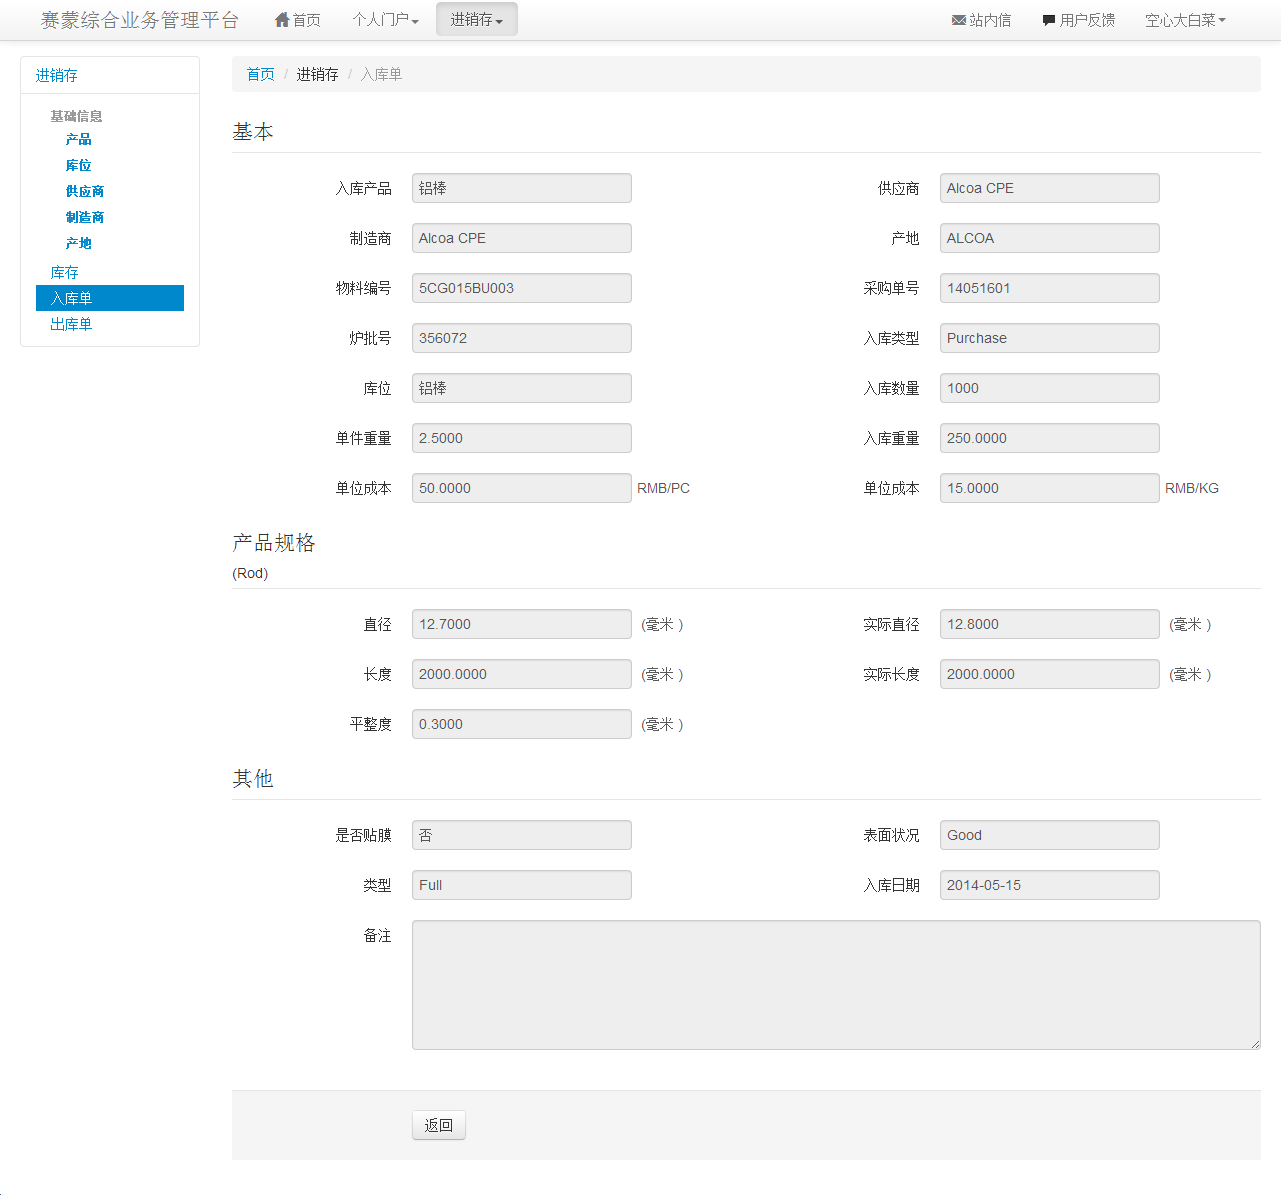 赛蒙综合业务管理平台 首页 个人门户 进销存 站内信 用户反馈 空心大白菜
进销存
基础信息
产品
库位
供应商
制造商
产地
库存
入库单
出库单
首页 / 进销存 / 入库单
基本
入库产品 铝棒 供应商 Alcoa CPE
制造商 Alcoa CPE 产地 ALCOA
物料编号 5CG015BU003 采购单号 14051601
炉批号 356072 入库类型 Purchase
库位 铝棒 入库数量 1000
单件重量 2.5000 入库重量 250.0000
单位成本 50.0000 RMB/PC 单位成本 15.0000 RMB/KG
产品规格
(Rod)
直径 12.7000 (毫米 ) 实际直径 12.8000 (毫米 )
长度 2000.0000 (毫米 ) 实际长度 2000.0000 (毫米 )
平整度 0.3000 (毫米 )
其他
是否贴膜 否 表面状况 Good
类型 Full 入库日期 2014-05-15
备注
返回